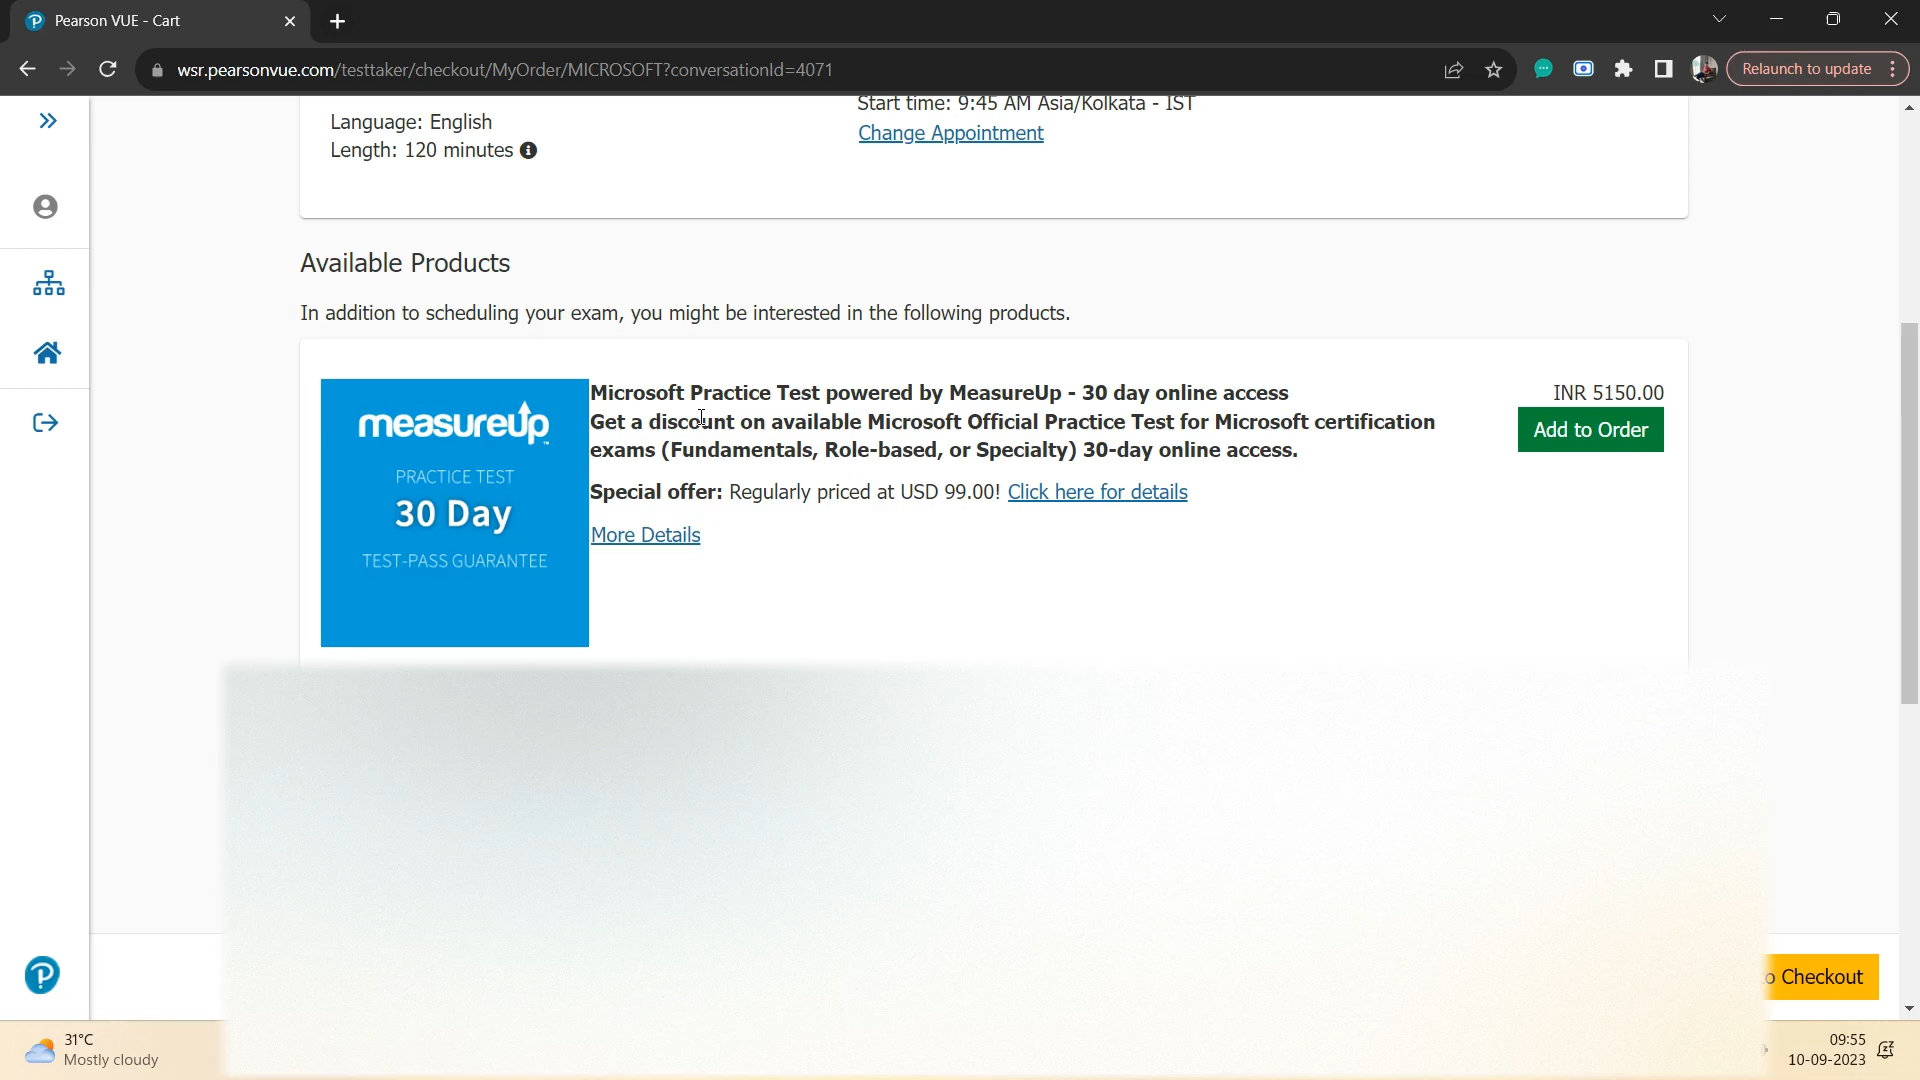 Pearson VUE - Cart
wsr.pearsonvue.com/testtaker/checkout/MyOrder/MICROSOFT?conversationId=4071
Relaunch to update
Start time: 9:45 AM Asia/Kolkata - IST
Language: English
Change Appointment
Length: 120 minutes
Available Products
In addition to scheduling your exam, you might be interested in the following products.
measureup
PRACTICE TEST
30 Day
TEST-PASS GUARANTEE
Microsoft Practice Test powered by MeasureUp - 30 day online access
Get a discount on available Microsoft Official Practice Test for Microsoft certification
exams (Fundamentals, Role-based, or Specialty) 30-day online access.
Special offer: Regularly priced at USD 99.00! Click here for details
More Details
INR 5150.00
Add to Order
Checkout
31°C
Mostly cloudy
09:55
10-09-2023